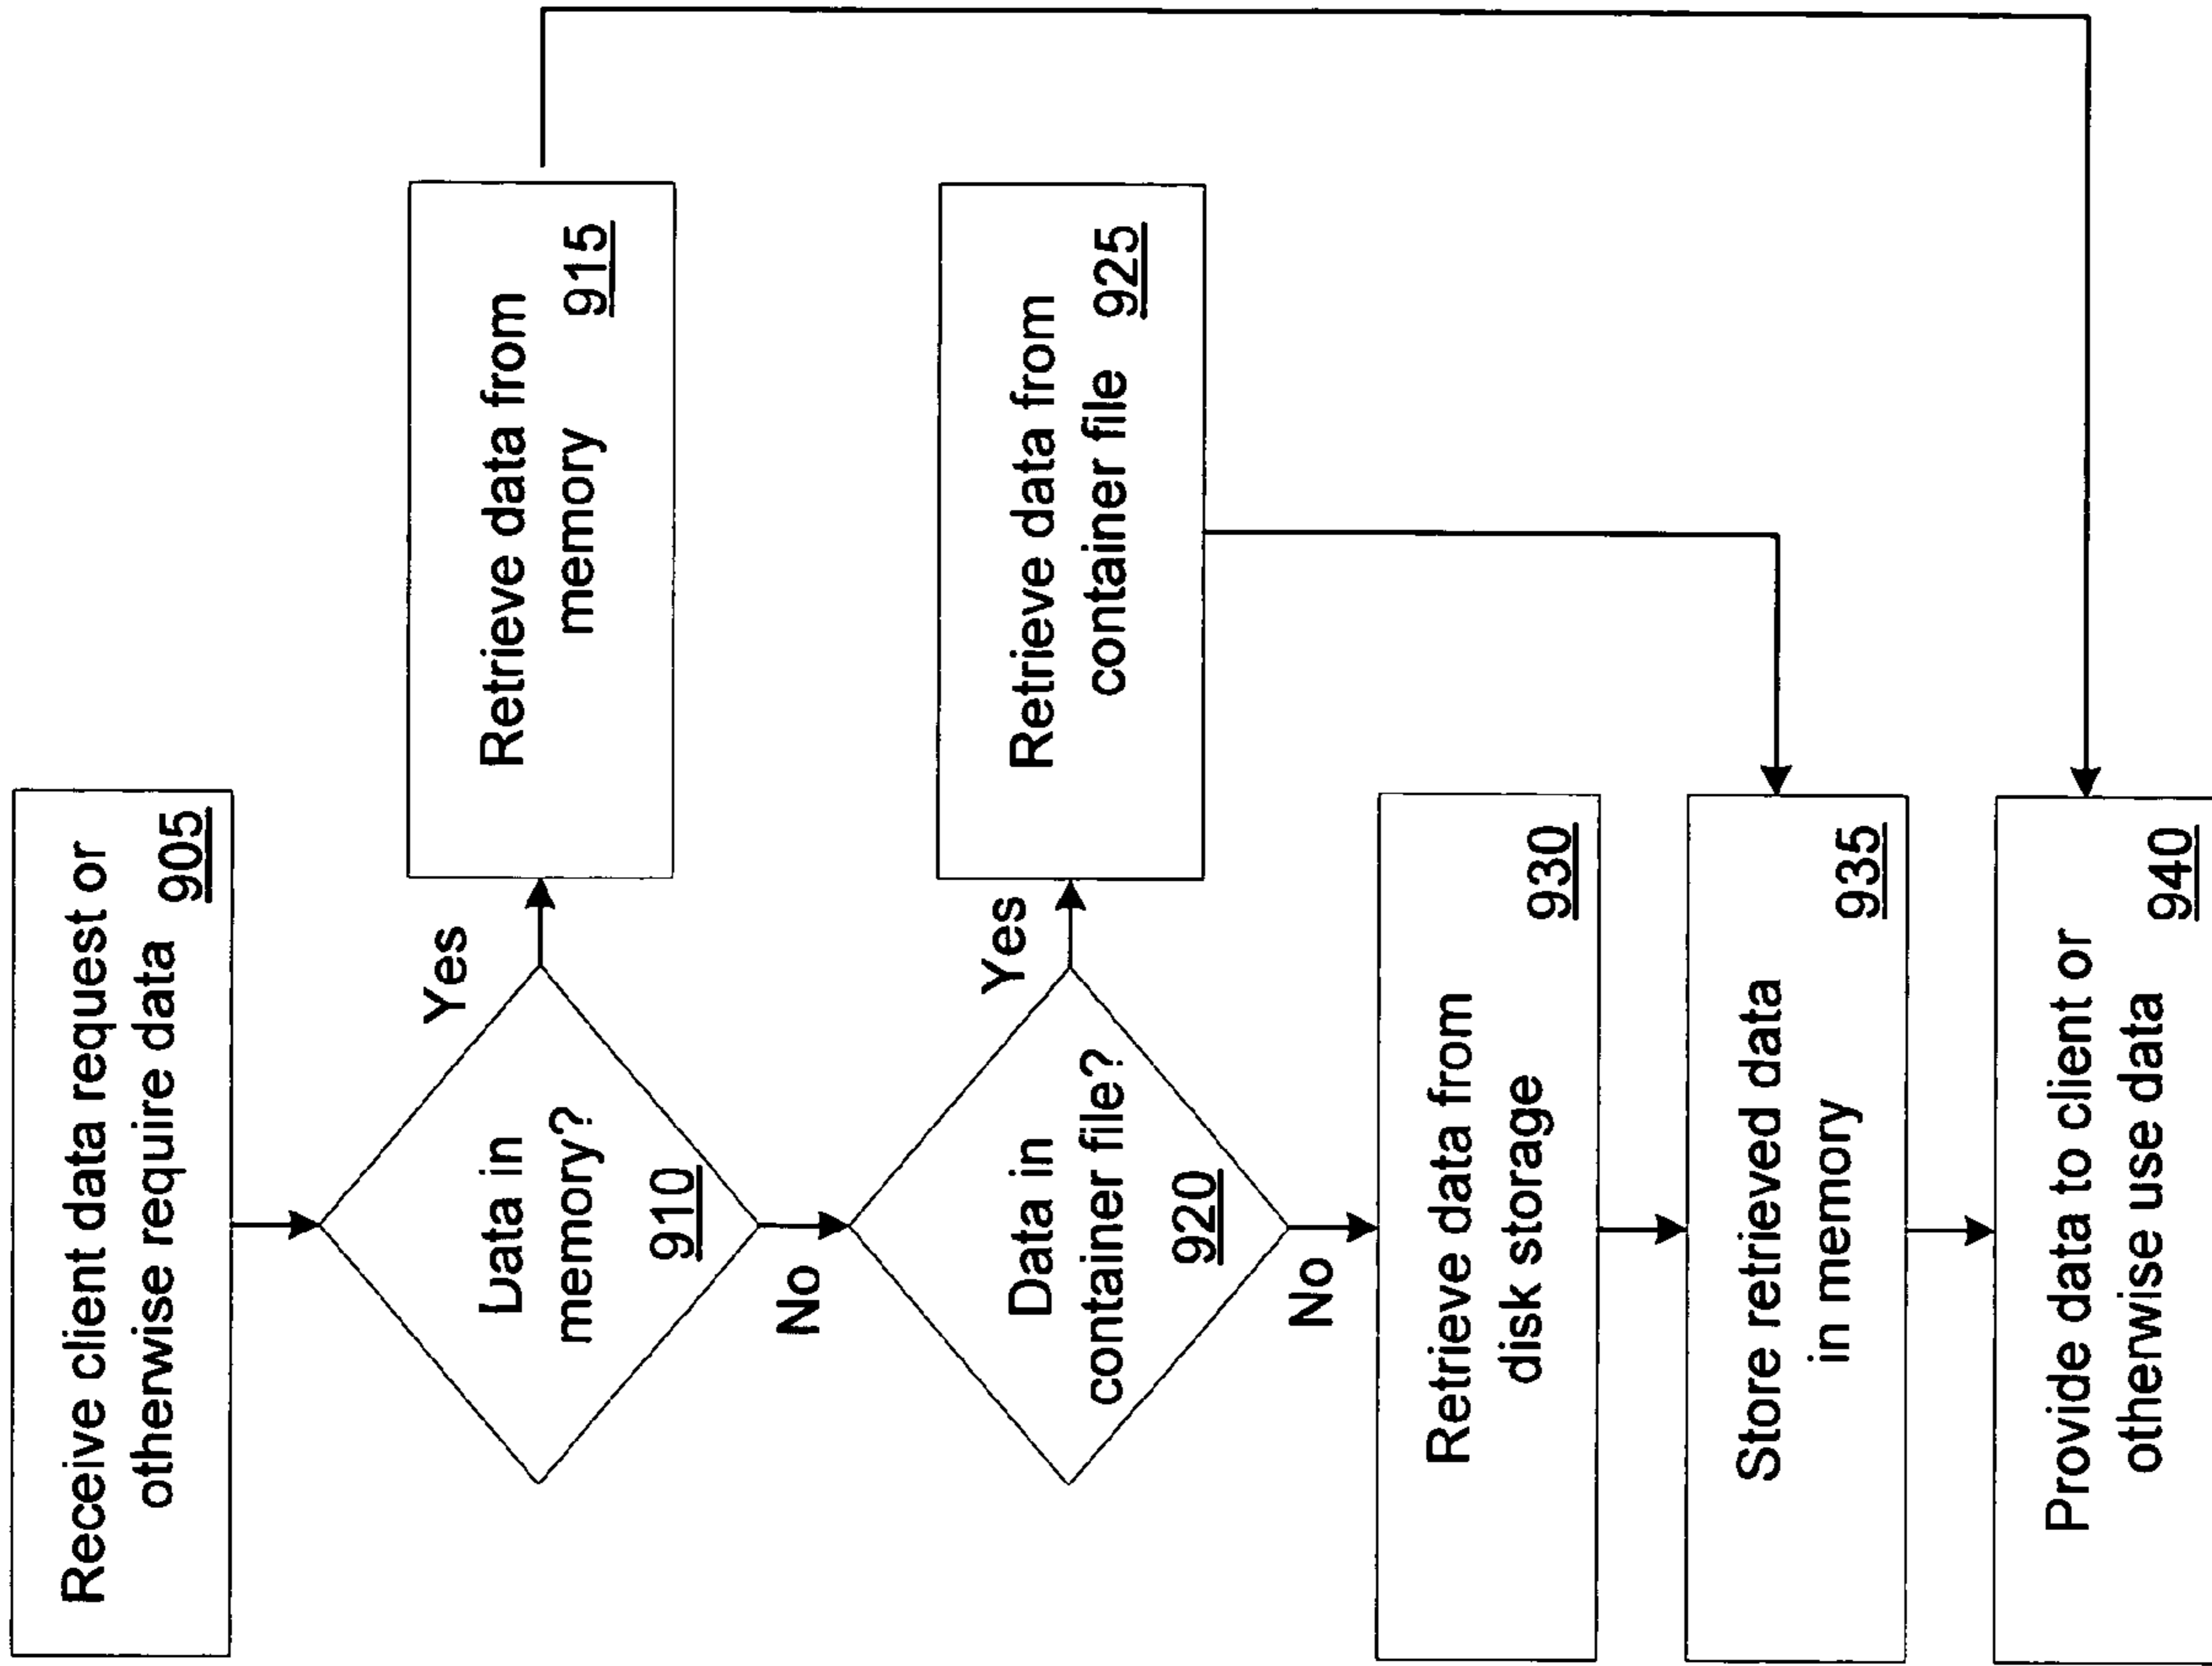 Receive client data request or
otherwise require data 905
Data in
memory?
910
Yes
Retrieve data from
memory 915
No
Data in
container file?
920
Yes
Retrieve data from
container file 925
No
Retrieve data from
disk storage 930
Store retrieved data
in memory 935
Provide data to client or
otherwise use data 940